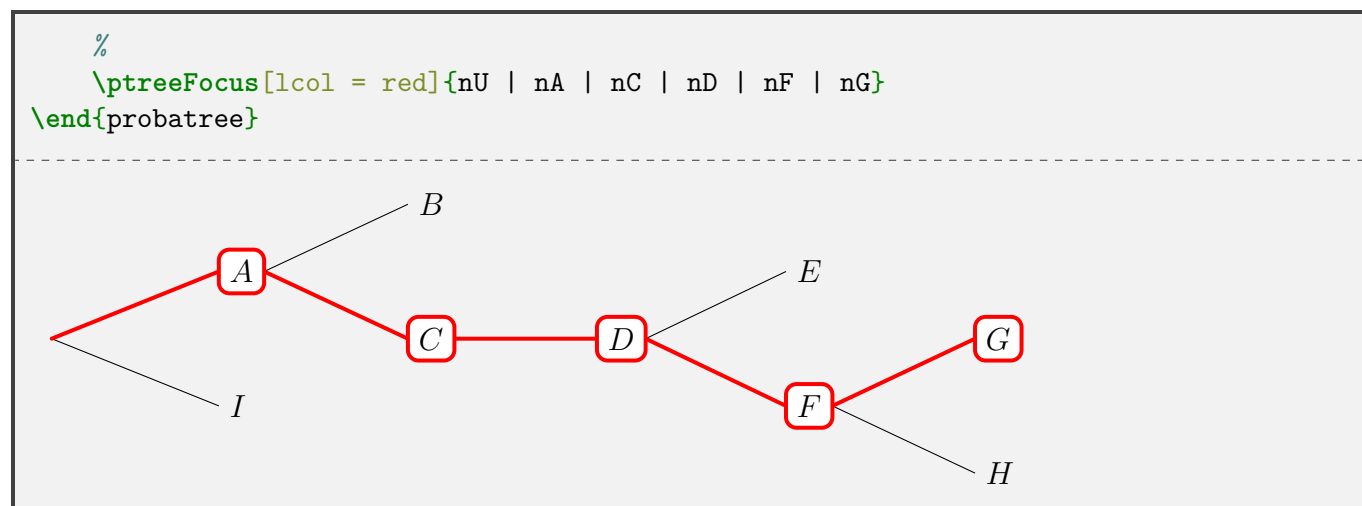 %
\ptreeFocus[lcol = red]{nU | nA | nC | nD | nF | nG}
\end{probatree}
B
A
E
C
D
G
I
F
H